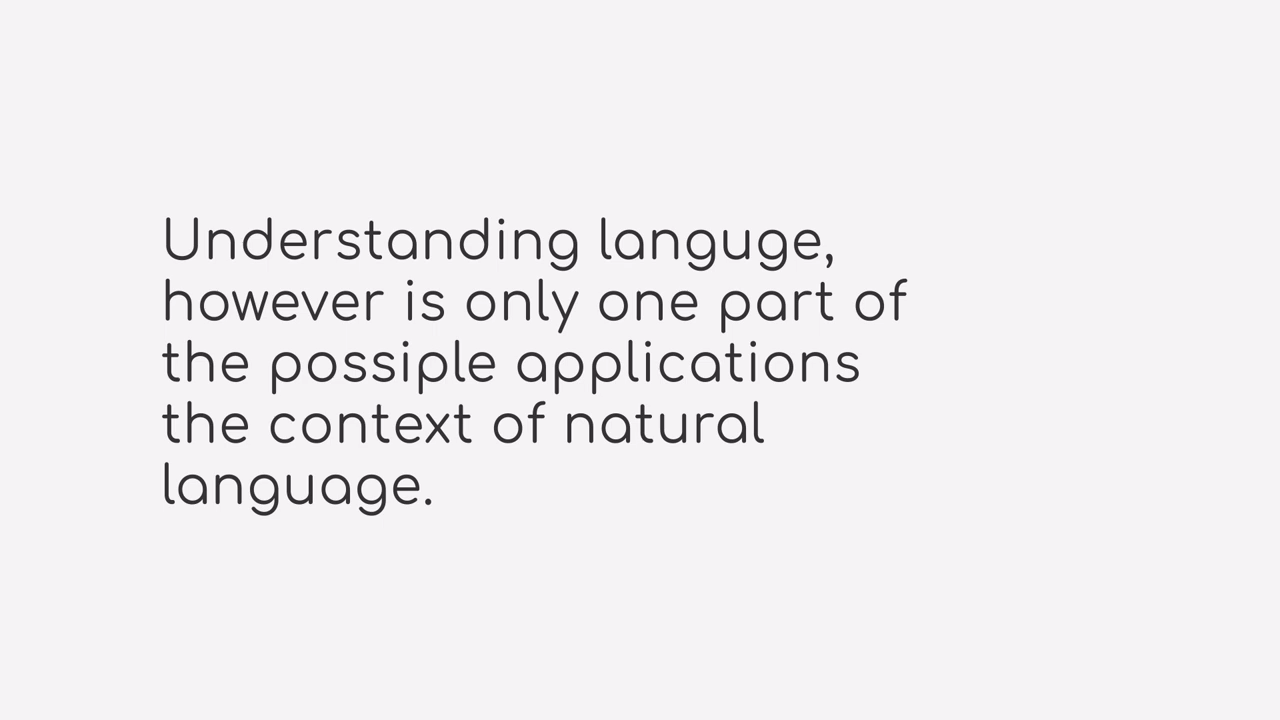 Understanding languge,
however is only one part of
the possiple applications
the context of natural
language.